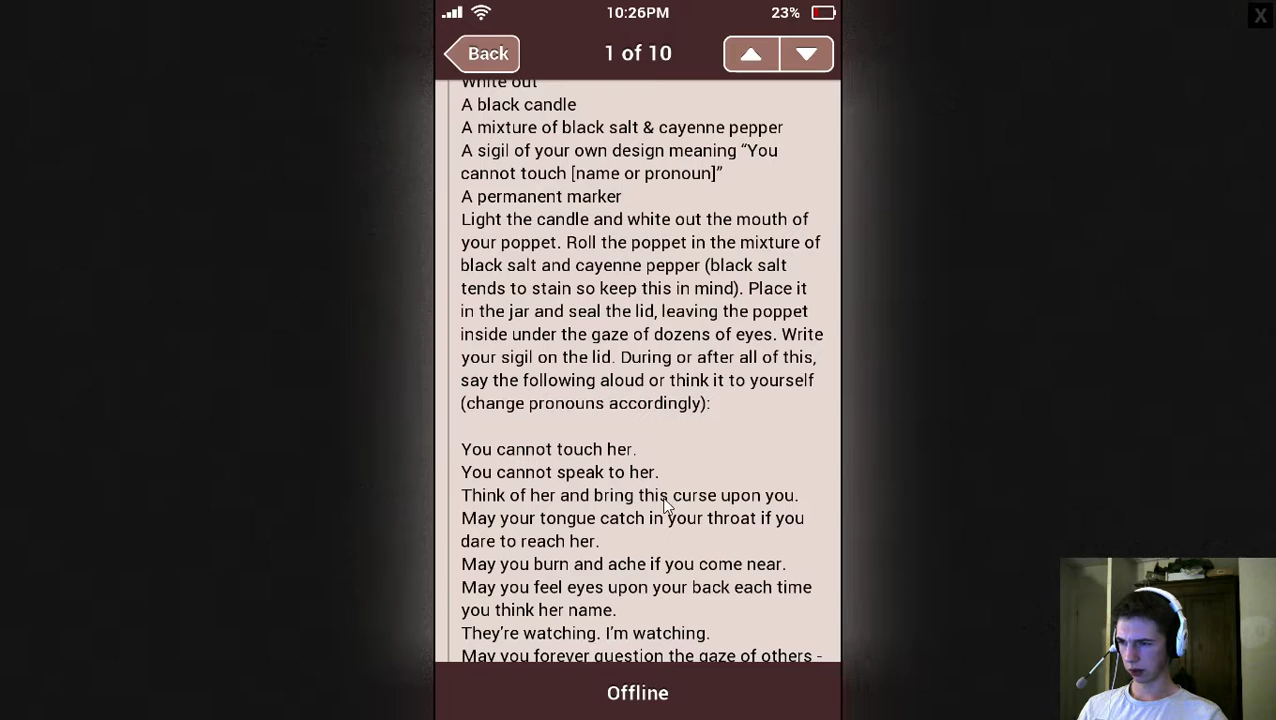 10:26PM
23%
X
Back
1 of 10
White out
A black candle
A mixture of black salt & cayenne pepper
A sigil of your own design meaning “You
cannot touch [name or pronoun]”
A permanent marker
Light the candle and white out the mouth of
your poppet. Roll the poppet in the mixture of
black salt and cayenne pepper (black salt
tends to stain so keep this in mind). Place it
in the jar and seal the lid, leaving the poppet
inside under the gaze of dozens of eyes. Write
your sigil on the lid. During or after all of this,
say the following aloud or think it to yourself
(change pronouns accordingly):
You cannot touch her.
You cannot speak to her.
Think of her and bring this curse upon you.
May your tongue catch in your throat if you
dare to reach her.
May you burn and ache if you come near.
May you feel eyes upon your back each time
you think her name.
They’re watching. I’m watching.
May you forever question the gaze of others -
Offline